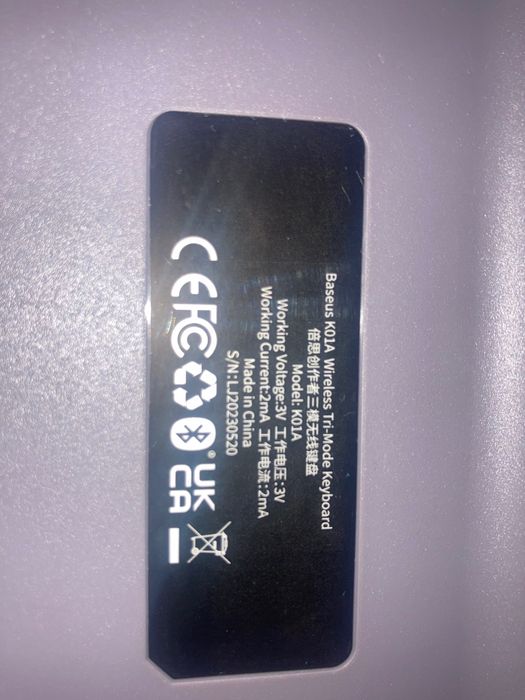 Baseus K01A Wireless Tri-Mode Keyboard
倍思创作者三模无线键盘
Model: K01A
Working Voltage:3V 工作电压:3V
Working Current:2mA 工作电流:2mA
Made in China
S/N:LJ20230520
CE FC UK
CA